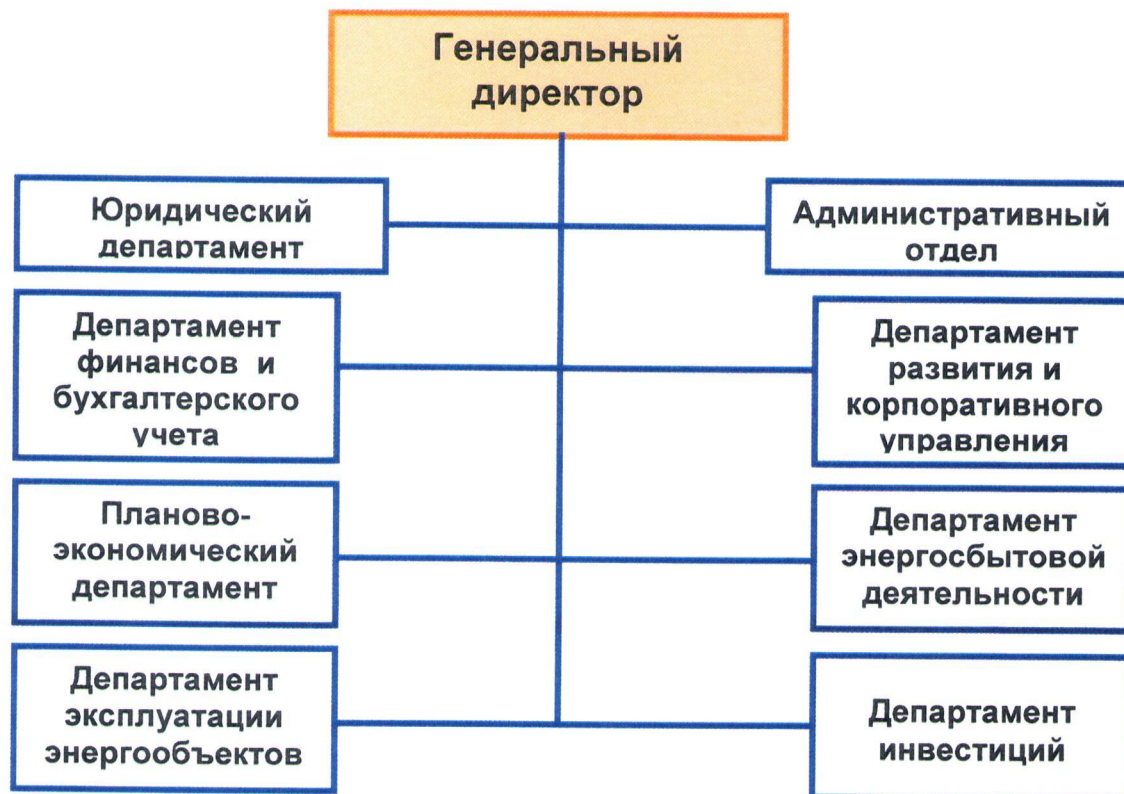 Генеральный
директор
Юридический
департамент
Административный
отдел
Департамент
финансов и
бухгалтерского
учета
Департамент
развития и
корпоративного
управления
Планово-
экономический
департамент
Департамент
энергосбытовой
деятельности
Департамент
эксплуатации
энергообъектов
Департамент
инвестиций